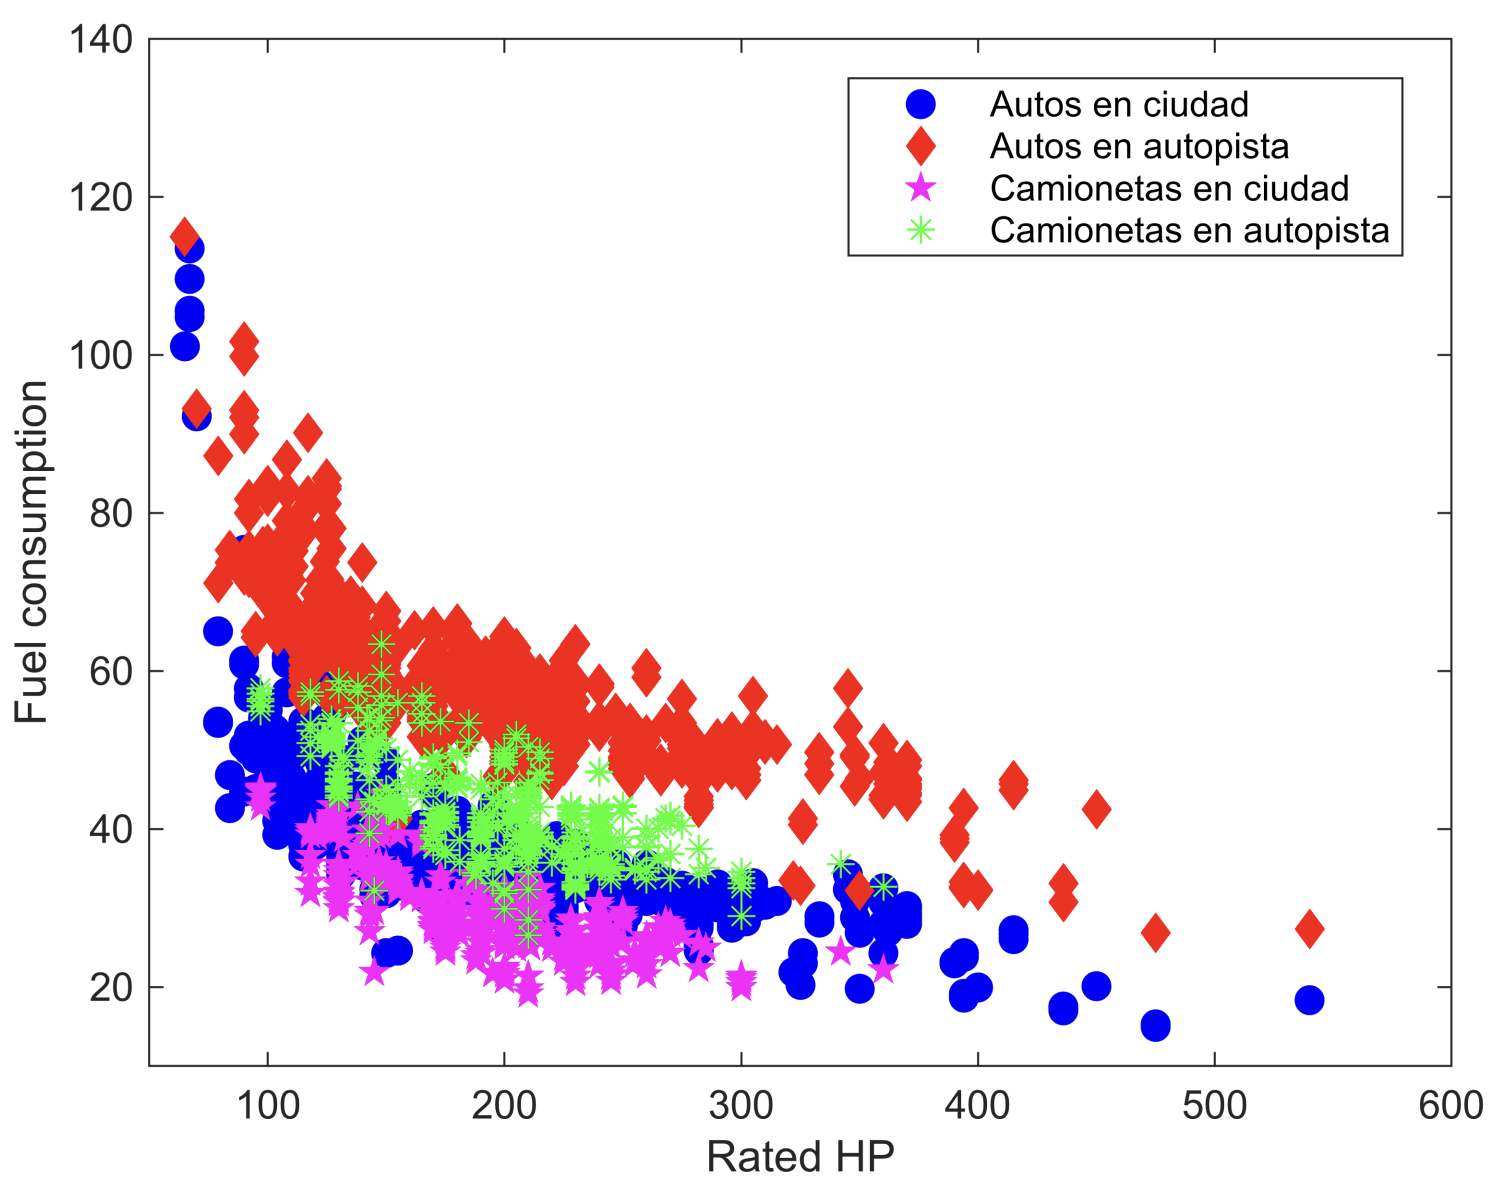 140
120
100
80
60
40
20
Fuel consumption
Autos en ciudad
Autos en autopista
Camionetas en ciudad
Camionetas en autopista
100 200 300 400 500 600
Rated HP